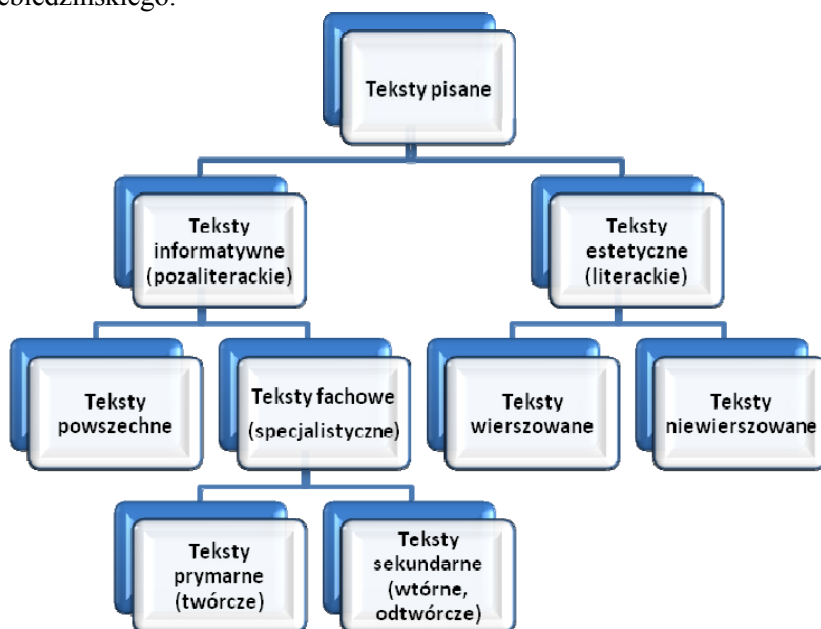 Teksty pisane
Teksty
informatywne
(pozaliterackie)
Teksty
estetyczne
(literackie)
Teksty
powszechne
Teksty fachowe
(specjalistyczne)
Teksty
wierszowane
Teksty
niewierszowane
Teksty
prymarne
(twórcze)
Teksty
sekundarne
(wtórne,
odtwórcze)